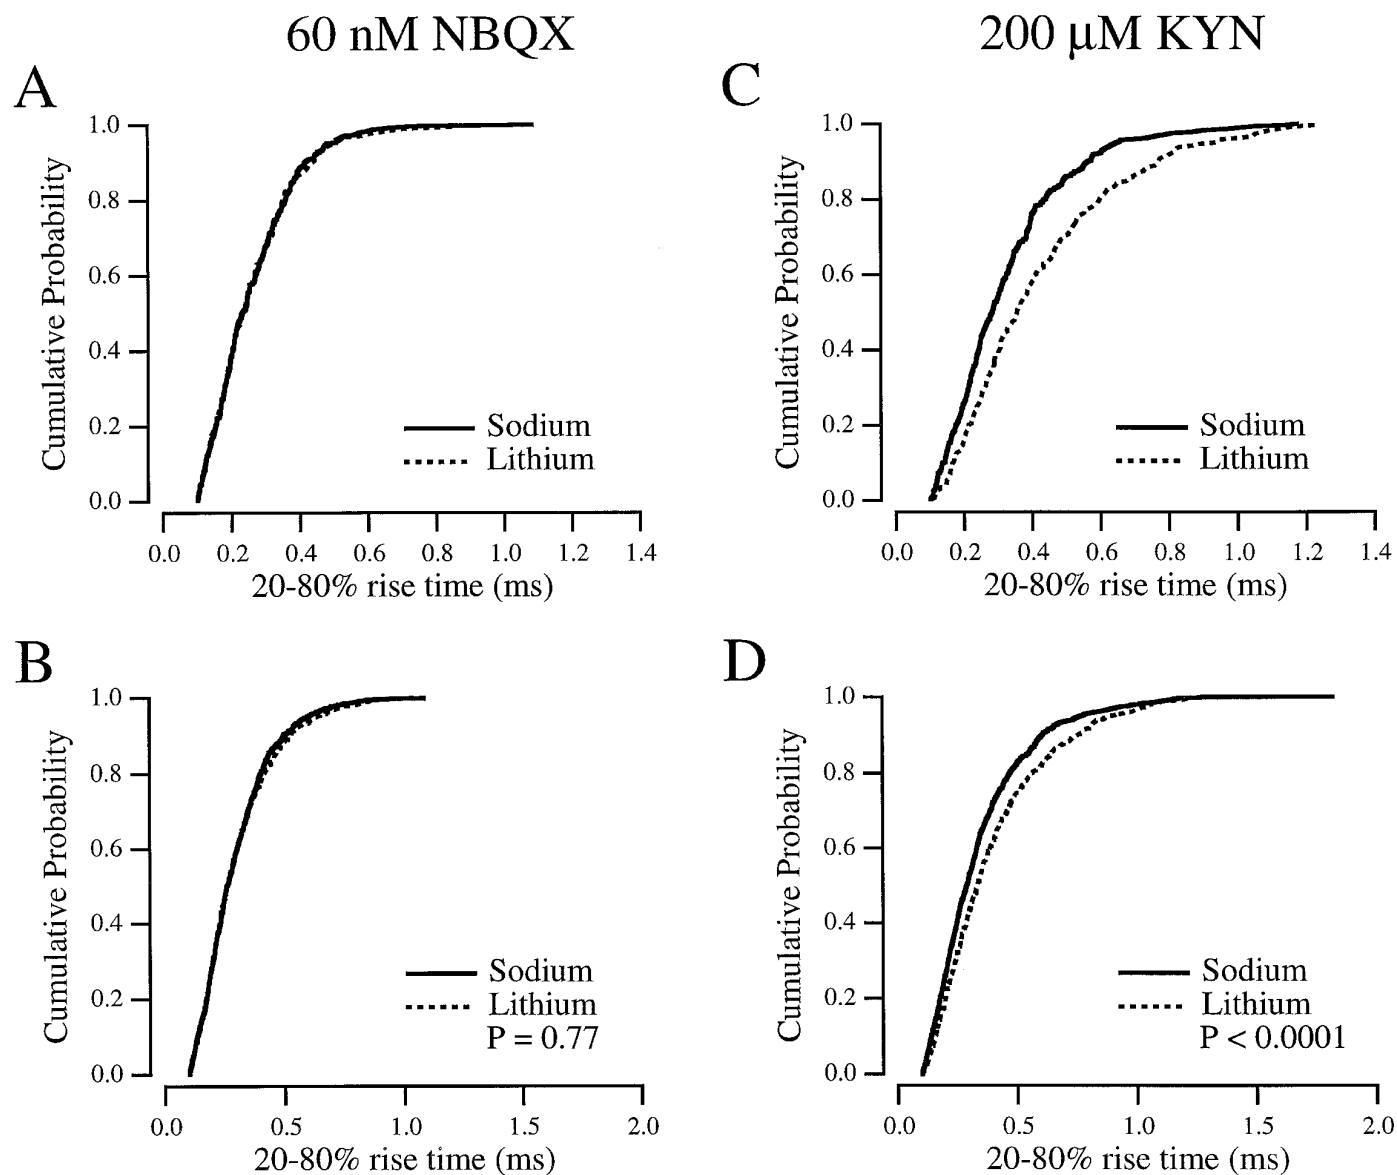 60 nM NBQX
200 µM KYN
A
Cumulative Probability
1.0
0.8
0.6
0.4
0.2
0.0
Sodium
Lithium
0.0 0.2 0.4 0.6 0.8 1.0 1.2 1.4
20-80% rise time (ms)
C
Cumulative Probability
1.0
0.8
0.6
0.4
0.2
0.0
Sodium
Lithium
0.0 0.2 0.4 0.6 0.8 1.0 1.2 1.4
20-80% rise time (ms)
B
Cumulative Probability
1.0
0.8
0.6
0.4
0.2
0.0
Sodium
Lithium
P = 0.77
0.0 0.5 1.0 1.5 2.0
20-80% rise time (ms)
D
Cumulative Probability
1.0
0.8
0.6
0.4
0.2
0.0
Sodium
Lithium
P < 0.0001
0.0 0.5 1.0 1.5 2.0
20-80% rise time (ms)